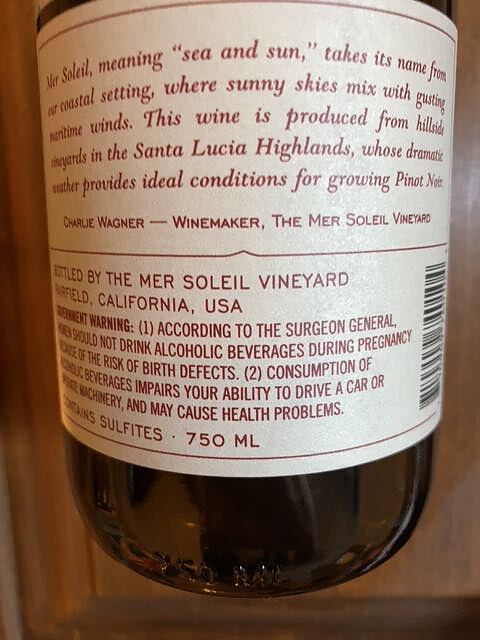 Mer Soleil, meaning “sea and sun,” takes its name from
our coastal setting, where sunny skies mix with gusting
maritime winds. This wine is produced from hillside
vineyards in the Santa Lucia Highlands, whose dramatic
weather provides ideal conditions for growing Pinot Noir.
CHARLIE WAGNER — WINEMAKER, THE MER SOLEIL VINEYARD
BOTTLED BY THE MER SOLEIL VINEYARD
FAIRFIELD, CALIFORNIA, USA
GOVERNMENT WARNING: (1) ACCORDING TO THE SURGEON GENERAL,
WOMEN SHOULD NOT DRINK ALCOHOLIC BEVERAGES DURING PREGNANCY
BECAUSE OF THE RISK OF BIRTH DEFECTS. (2) CONSUMPTION OF
ALCOHOLIC BEVERAGES IMPAIRS YOUR ABILITY TO DRIVE A CAR OR
OPERATE MACHINERY, AND MAY CAUSE HEALTH PROBLEMS.
CONTAINS SULFITES · 750 ML
750 ML